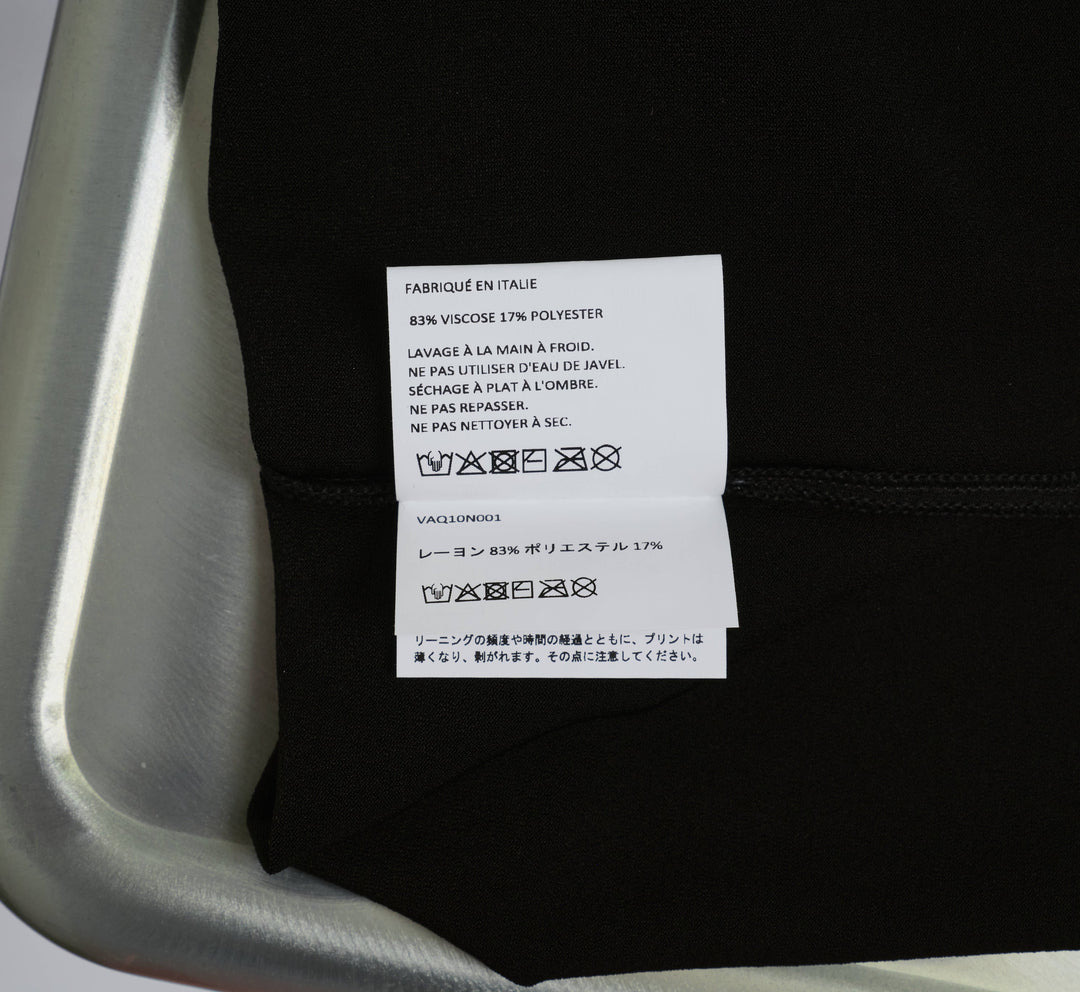 FABRIQUÉ EN ITALIE
83% VISCOSE 17% POLYESTER
LAVAGE À LA MAIN À FROID.
NE PAS UTILISER D'EAU DE JAVEL.
SÉCHAGE À PLAT À L'OMBRE.
NE PAS REPASSER.
NE PAS NETTOYER À SEC.
VAQ10N001
レーヨン 83% ポリエステル 17%
リーニングの頻度や時間の経過とともに、プリントは
薄くなり、剥がれます。その点に注意してください。